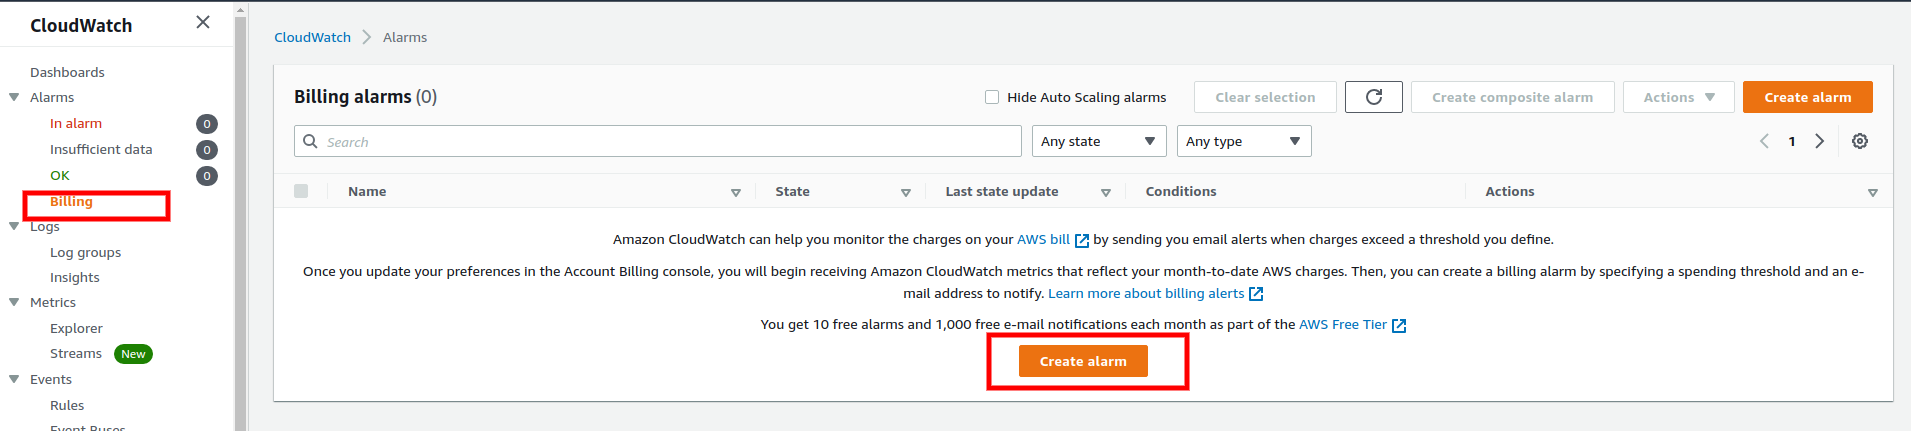 CloudWatch
Dashboards
Alarms
In alarm 0
Insufficient data 0
OK 0
Billing
Logs
Log groups
Insights
Metrics
Explorer
Streams New
Events
Rules
Event Buses
CloudWatch > Alarms
Billing alarms (0)
Hide Auto Scaling alarms
Clear selection
Create composite alarm
Actions
Create alarm
Search
Any state
Any type
1
Name State Last state update Conditions Actions
Amazon CloudWatch can help you monitor the charges on your AWS bill by sending you email alerts when charges exceed a threshold you define.
Once you update your preferences in the Account Billing console, you will begin receiving Amazon CloudWatch metrics that reflect your month-to-date AWS charges. Then, you can create a billing alarm by specifying a spending threshold and an e-
mail address to notify. Learn more about billing alerts
You get 10 free alarms and 1,000 free e-mail notifications each month as part of the AWS Free Tier
Create alarm